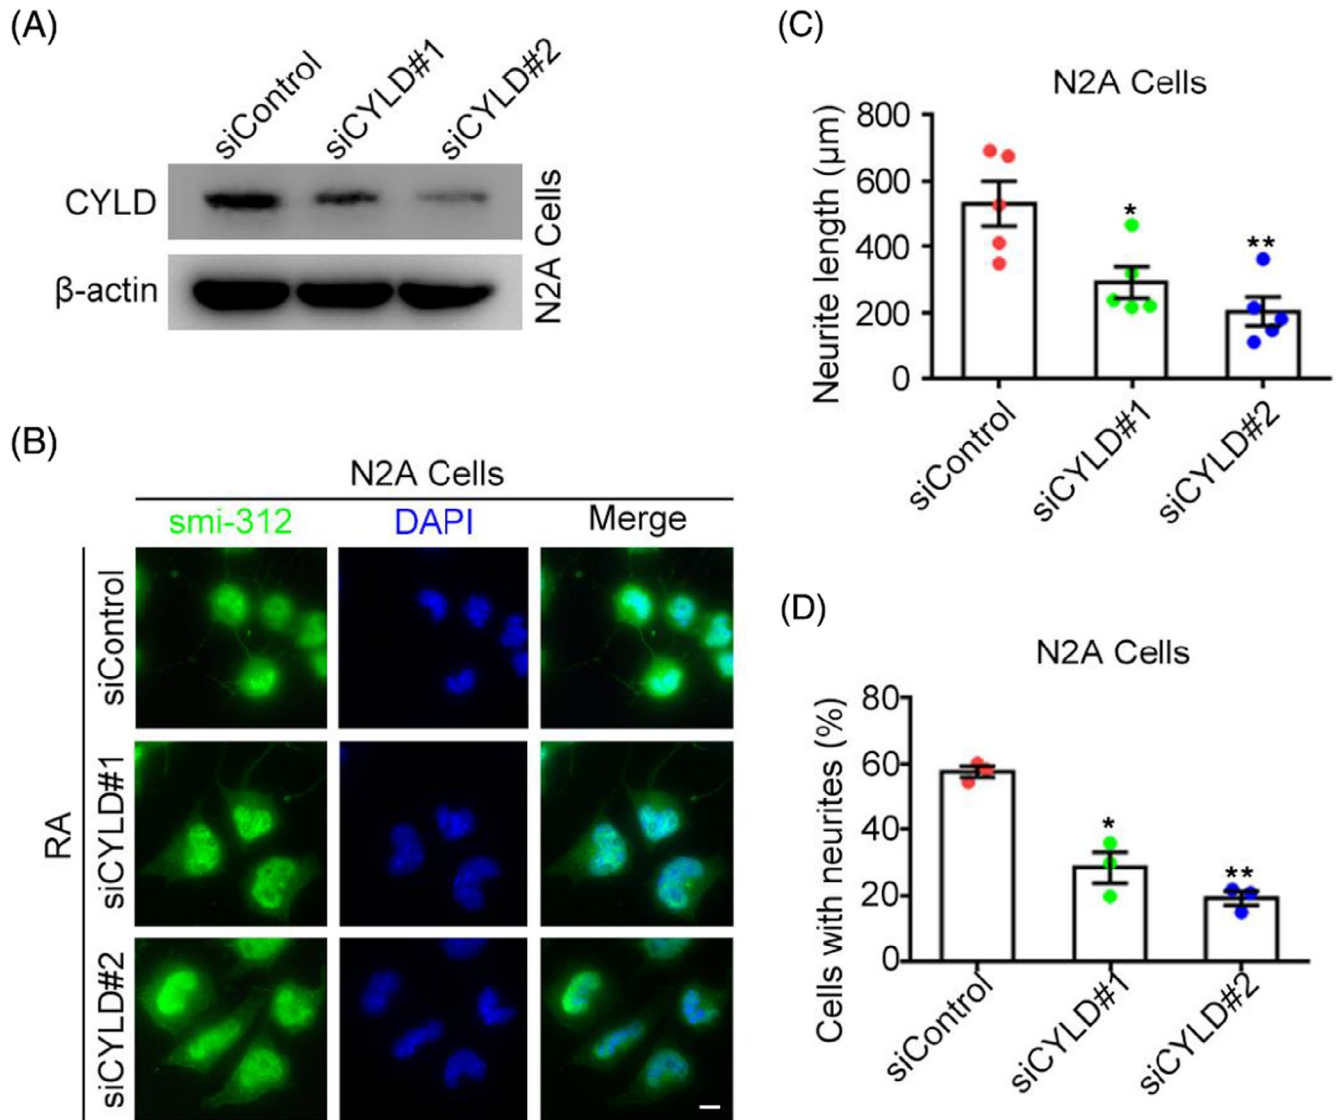 (A)
siControl
siCYLD#1
siCYLD#2
CYLD
β-actin
N2A Cells
(B)
N2A Cells
smi-312 DAPI Merge
RA
siControl
siCYLD#1
siCYLD#2
(C)
N2A Cells
Neurite length (μm)
800
600
400
200
0
*
**
siControl
siCYLD#1
siCYLD#2
(D)
N2A Cells
Cells with neurites (%)
80
60
40
20
0
*
**
siControl
siCYLD#1
siCYLD#2